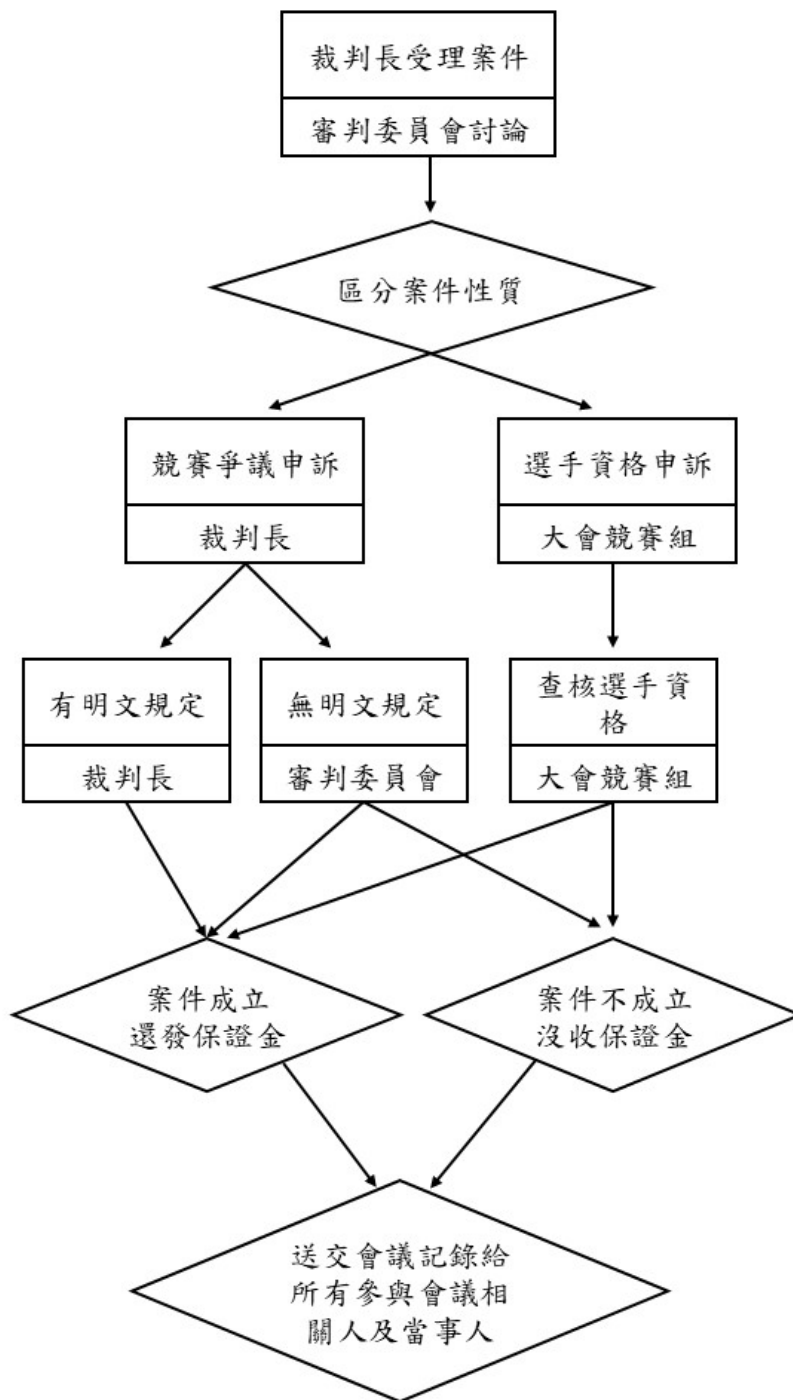 裁判長受理案件
審判委員會討論
區分案件性質
競賽爭議申訴
裁判長
選手資格申訴
大會競賽組
有明文規定
裁判長
無明文規定
審判委員會
查核選手資
格
大會競賽組
案件成立
還發保證金
案件不成立
沒收保證金
送交會議記錄給
所有參與會議相
關人及當事人